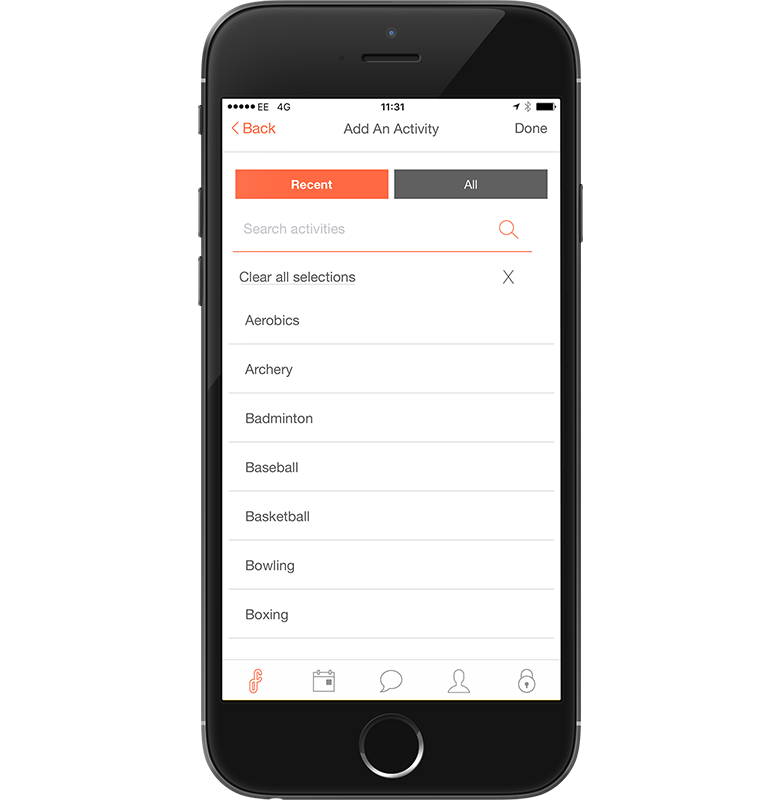 EE 4G 11:31
Back Add An Activity Done
Recent All
Search activities
Clear all selections X
Aerobics
Archery
Badminton
Baseball
Basketball
Bowling
Boxing